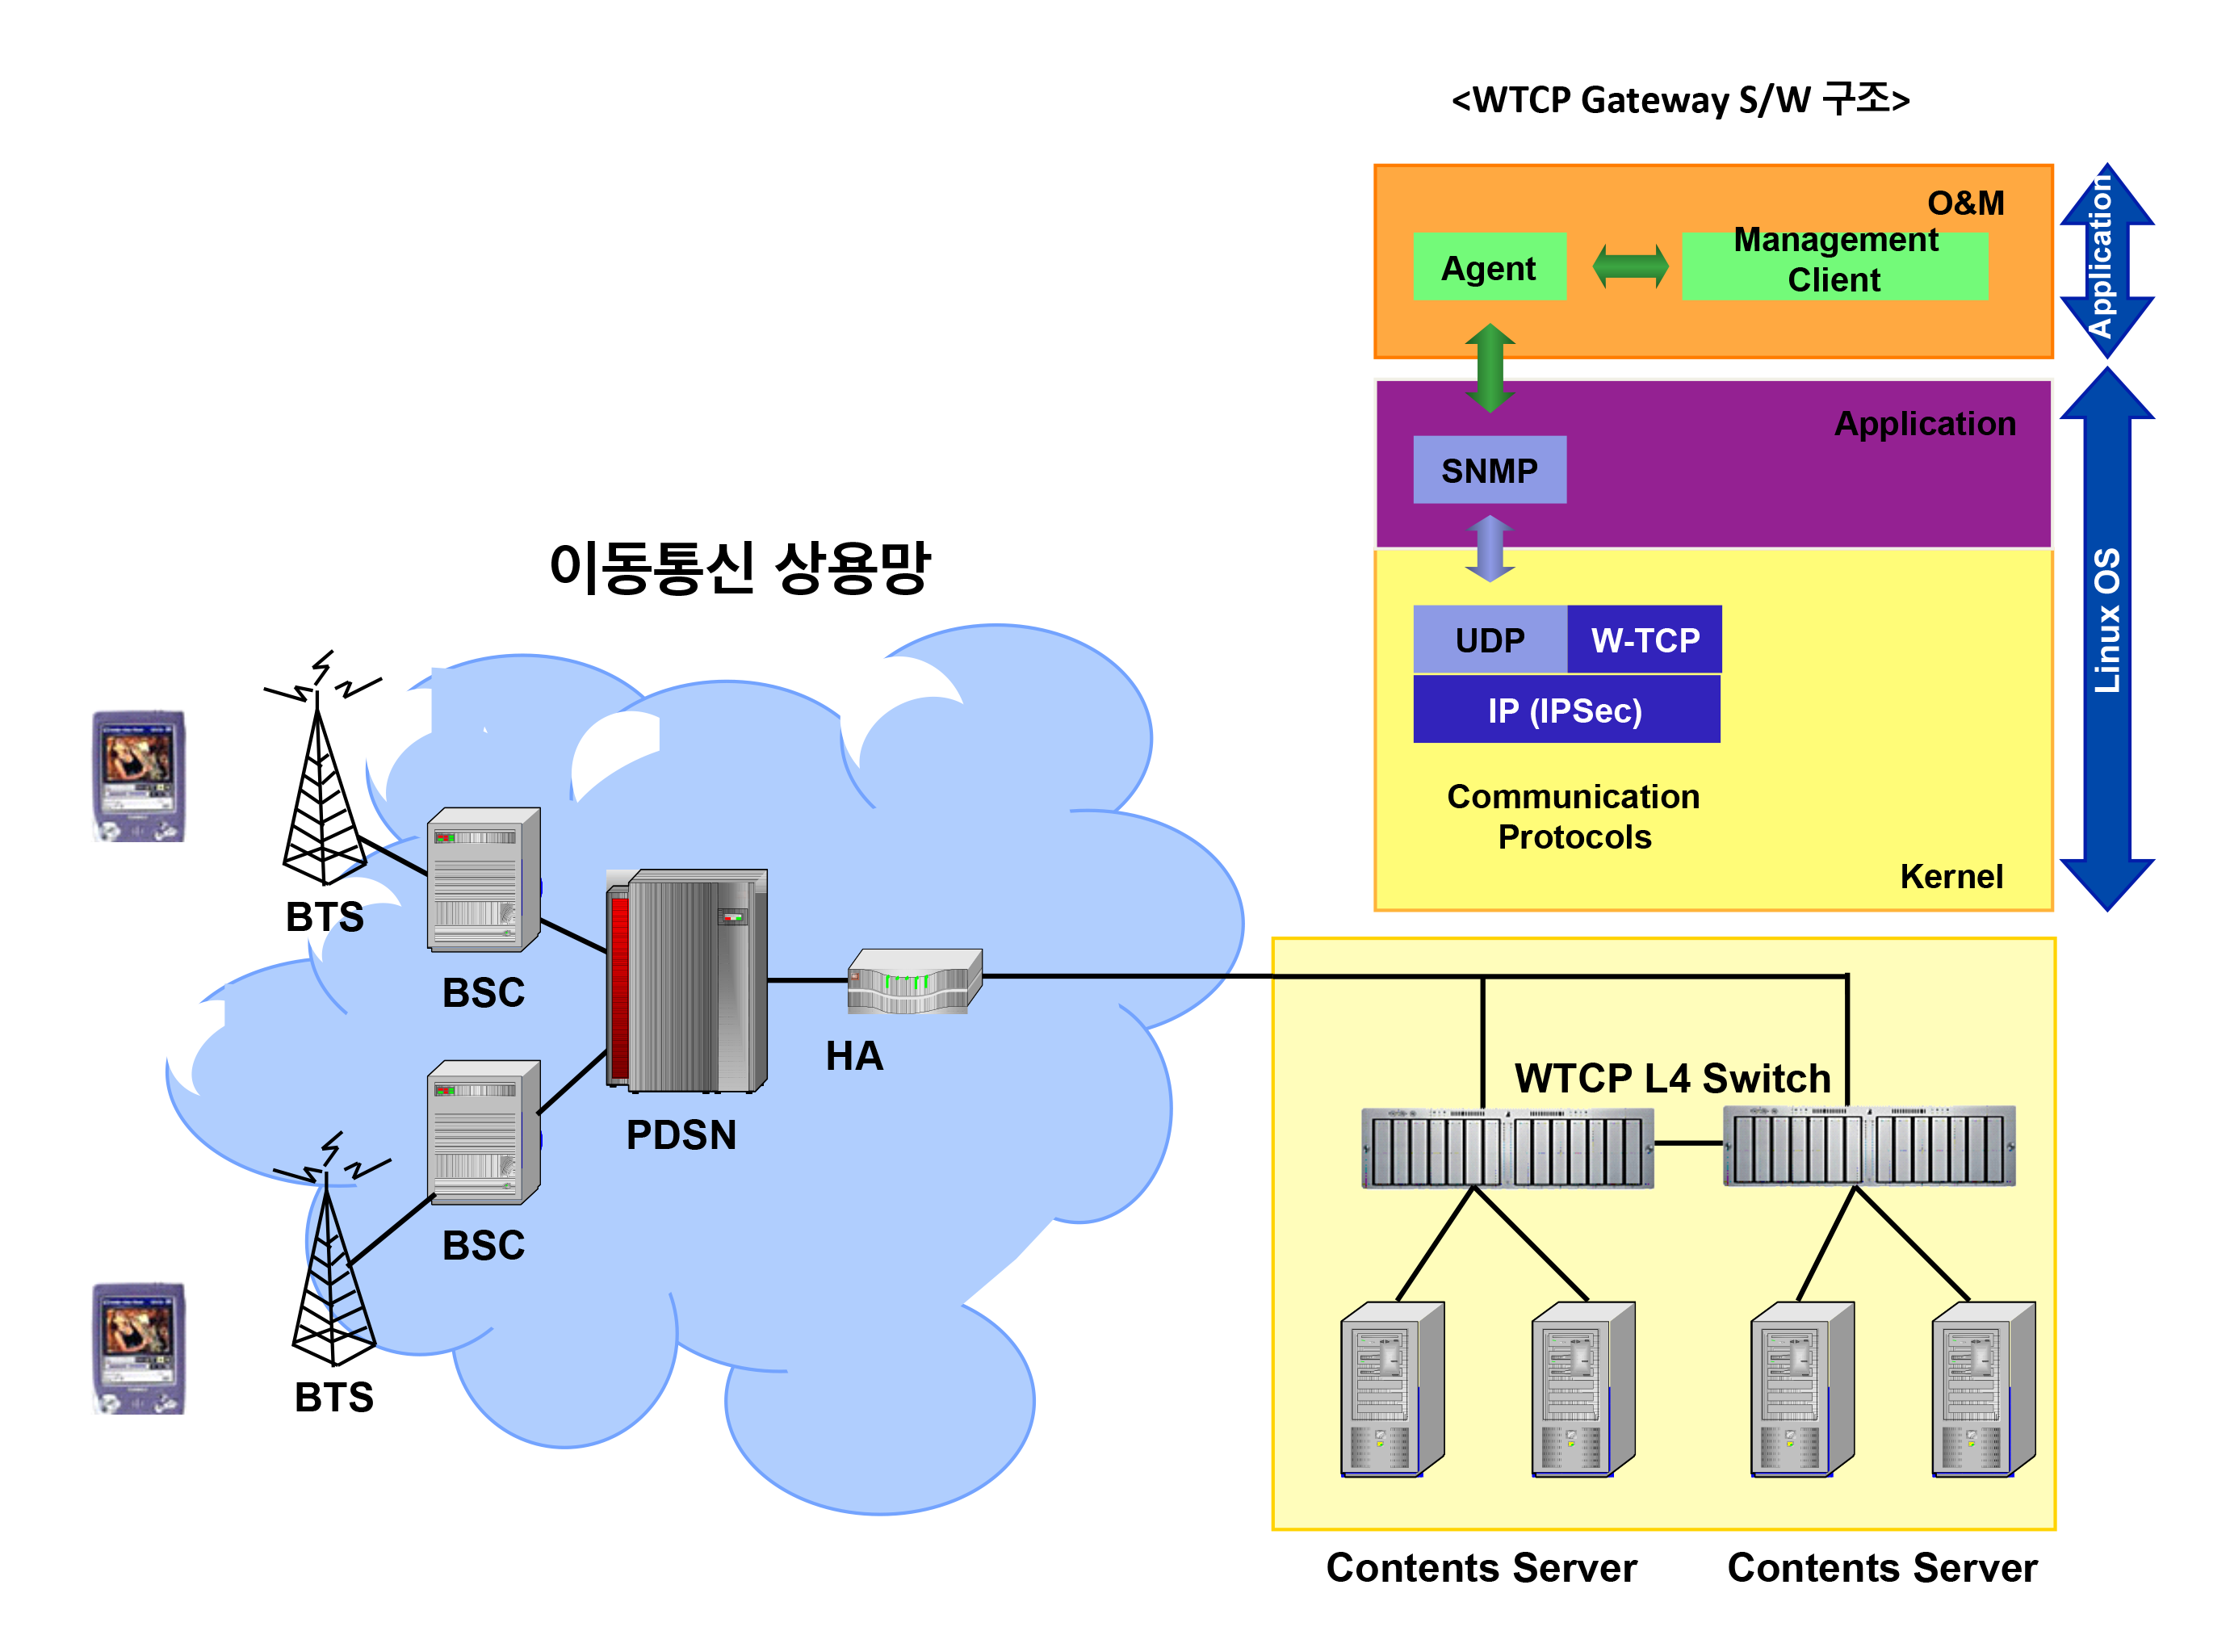 <WTCP Gateway S/W 구조>
O&M
Agent
Management
Client
Application
Application
SNMP
Linux OS
UDP
W-TCP
IP (IPSec)
Communication
Protocols
Kernel
이동통신 상용망
BTS
BSC
PDSN
HA
BSC
BTS
WTCP L4 Switch
Contents Server
Contents Server